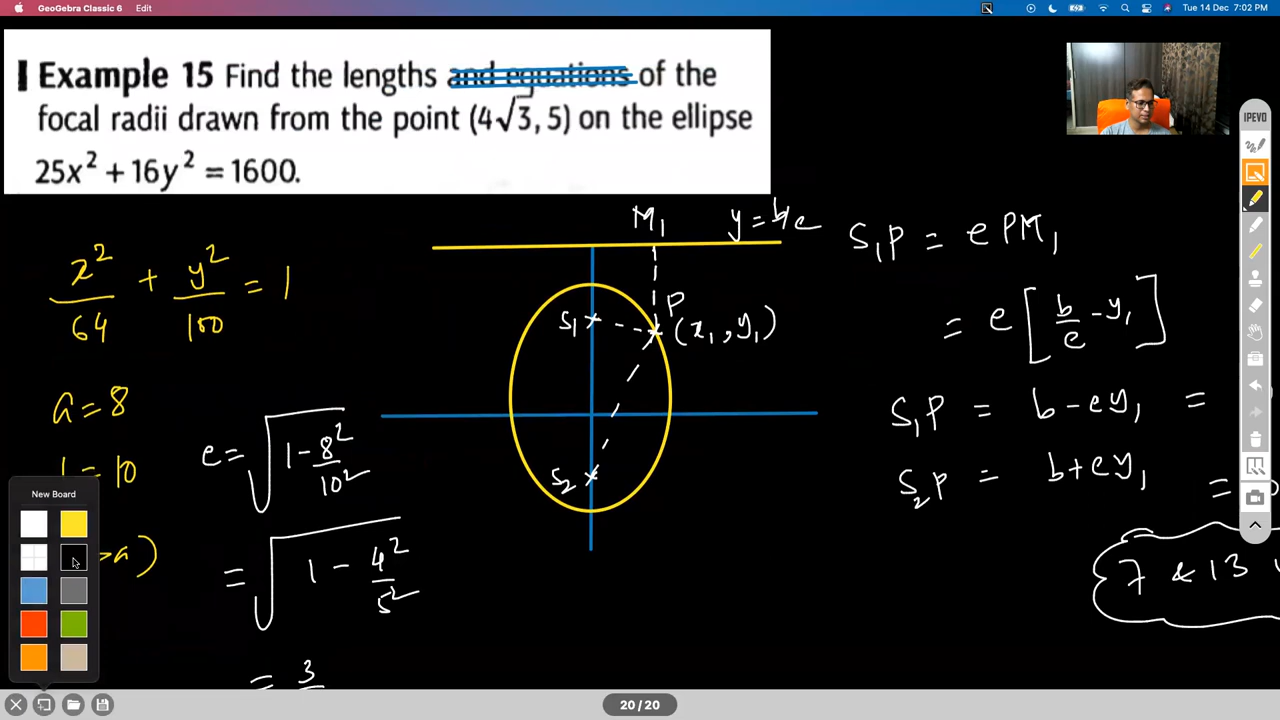 GeoGebra Classic 6 Edit Tue 14 Dec 7:02 PM
Example 15 Find the lengths and equations of the
focal radii drawn from the point (4√3, 5) on the ellipse
25x² + 16y² = 1600.
IPEVO
M₁ y = b/e
S₁P = e PM₁
x²/64 + y²/100 = 1
P
S₁ (x₁, y₁)
= e [b/e - y₁]
a = 8
S₁P = b - ey₁ =
e = √(1 - 8²/10²)
= 10
S₂
S₂P = b + ey₁ =
New Board
>a)
= √(1 - 4²/5²)
7 & 13
= 3
20 / 20